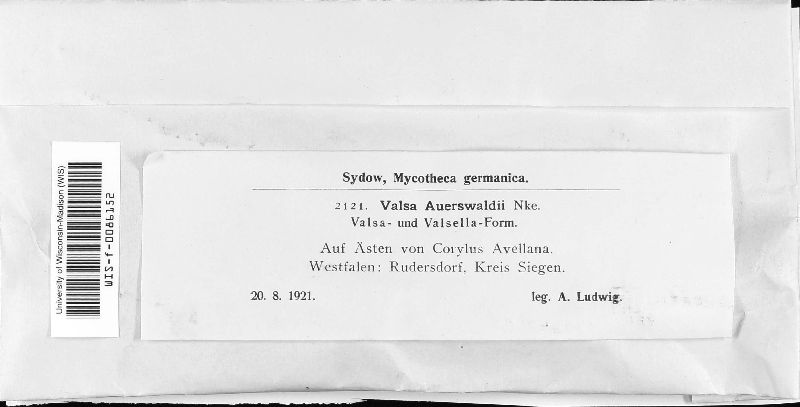 Sydow, Mycotheca germanica.
2121. Valsa Auerswaldii Nke.
Valsa- und Valsella-Form.
Auf Ästen von Corylus Avellana.
Westfalen: Rudersdorf, Kreis Siegen.
20. 8. 1921. leg. A. Ludwig.
University of Wisconsin-Madison (WIS)
WIS-f-0086152